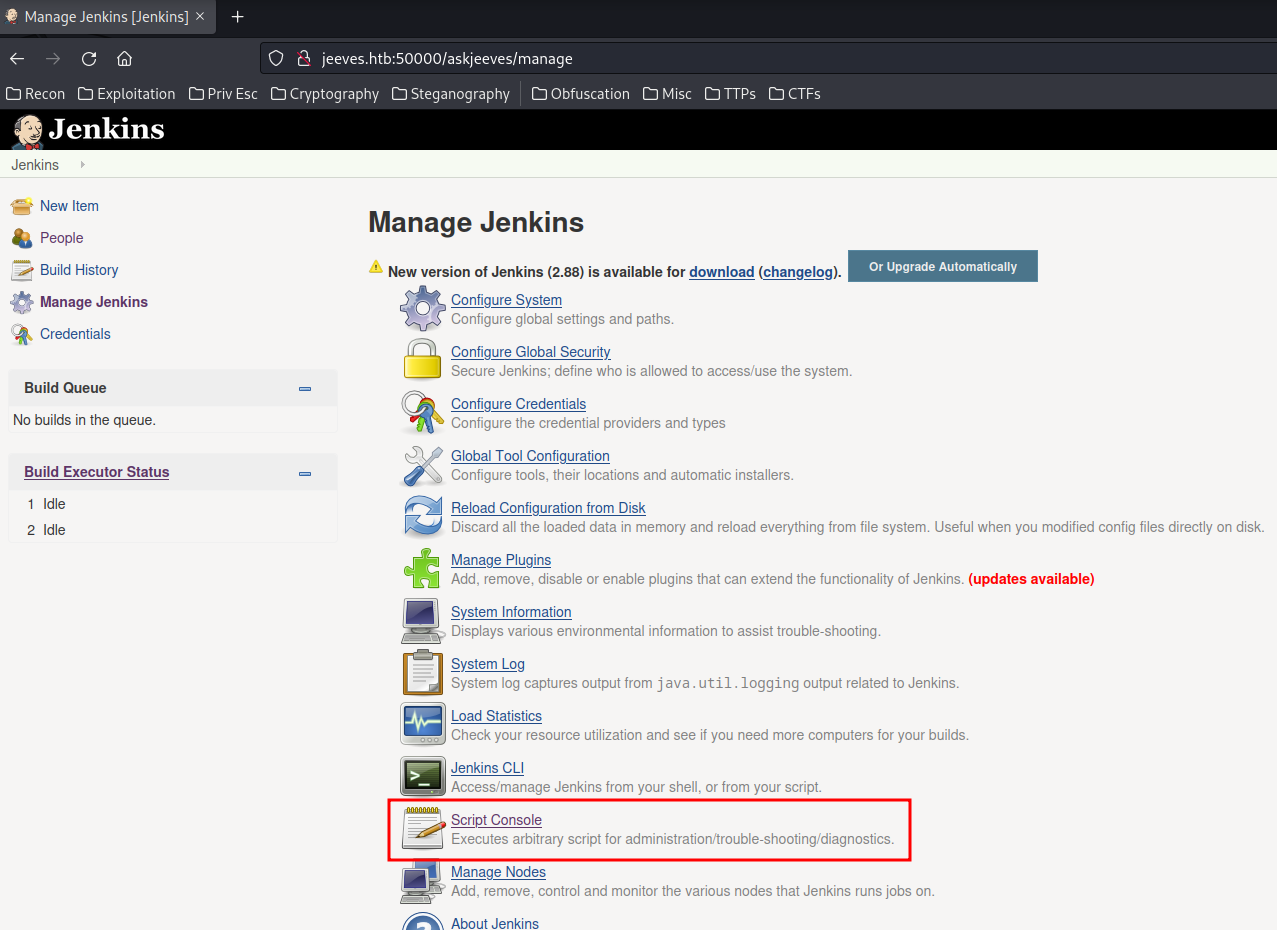 Manage Jenkins [Jenkins]
jeeves.htb:50000/askjeeves/manage
Recon Exploitation Priv Esc Cryptography Steganography Obfuscation Misc TTPs CTFs
Jenkins
Jenkins
New Item
People
Build History
Manage Jenkins
Credentials
Build Queue
No builds in the queue.
Build Executor Status
1 Idle
2 Idle
Manage Jenkins
New version of Jenkins (2.88) is available for download (changelog). Or Upgrade Automatically
Configure System
Configure global settings and paths.
Configure Global Security
Secure Jenkins; define who is allowed to access/use the system.
Configure Credentials
Configure the credential providers and types
Global Tool Configuration
Configure tools, their locations and automatic installers.
Reload Configuration from Disk
Discard all the loaded data in memory and reload everything from file system. Useful when you modified config files directly on disk.
Manage Plugins
Add, remove, disable or enable plugins that can extend the functionality of Jenkins. (updates available)
System Information
Displays various environmental information to assist trouble-shooting.
System Log
System log captures output from java.util.logging output related to Jenkins.
Load Statistics
Check your resource utilization and see if you need more computers for your builds.
Jenkins CLI
Access/manage Jenkins from your shell, or from your script.
Script Console
Executes arbitrary script for administration/trouble-shooting/diagnostics.
Manage Nodes
Add, remove, control and monitor the various nodes that Jenkins runs jobs on.
About Jenkins